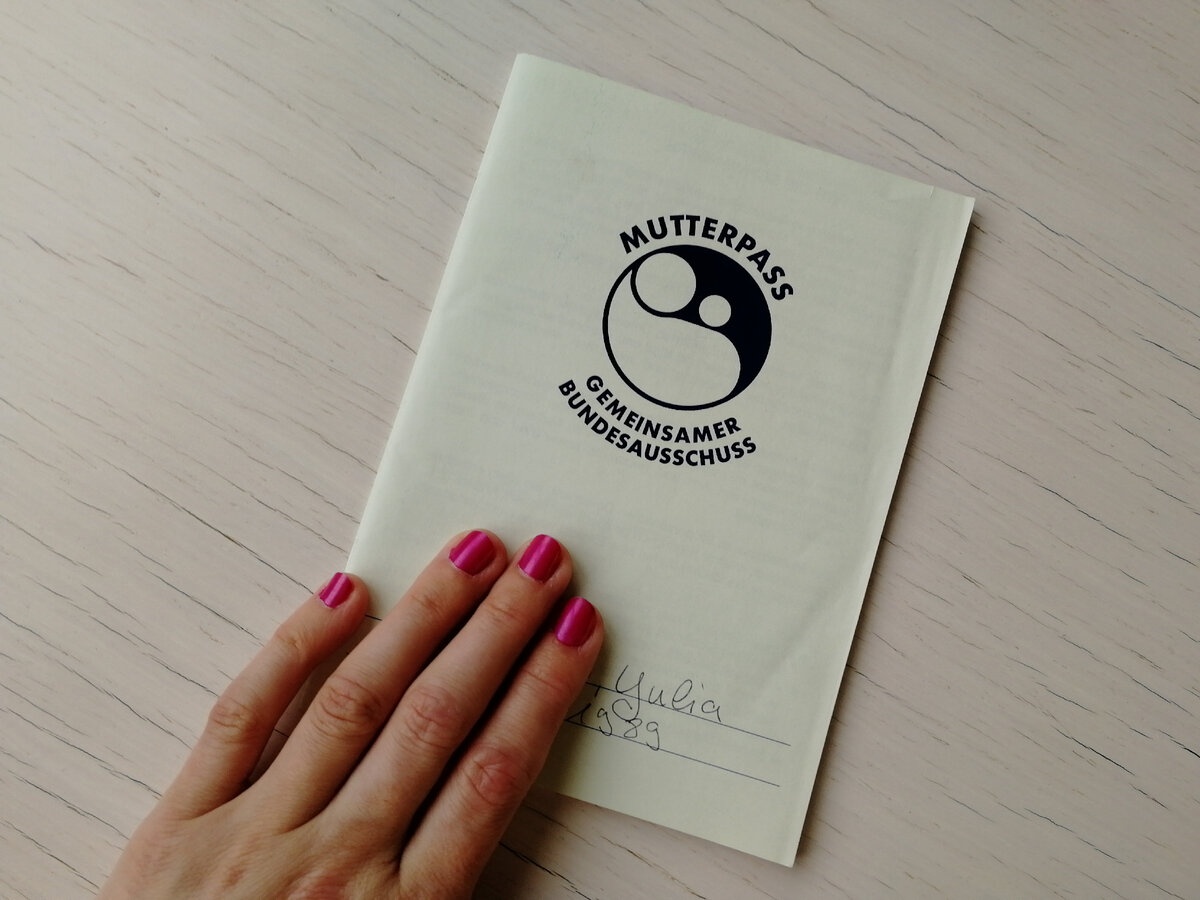 MUTTERPASS
GEMEINSAMER
BUNDESAUSSCHUSS
, Yulia
1989